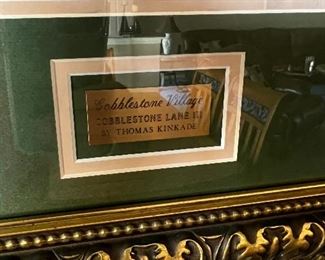 Cobblestone Village
COBBLESTONE LANE III
BY THOMAS KINKADE